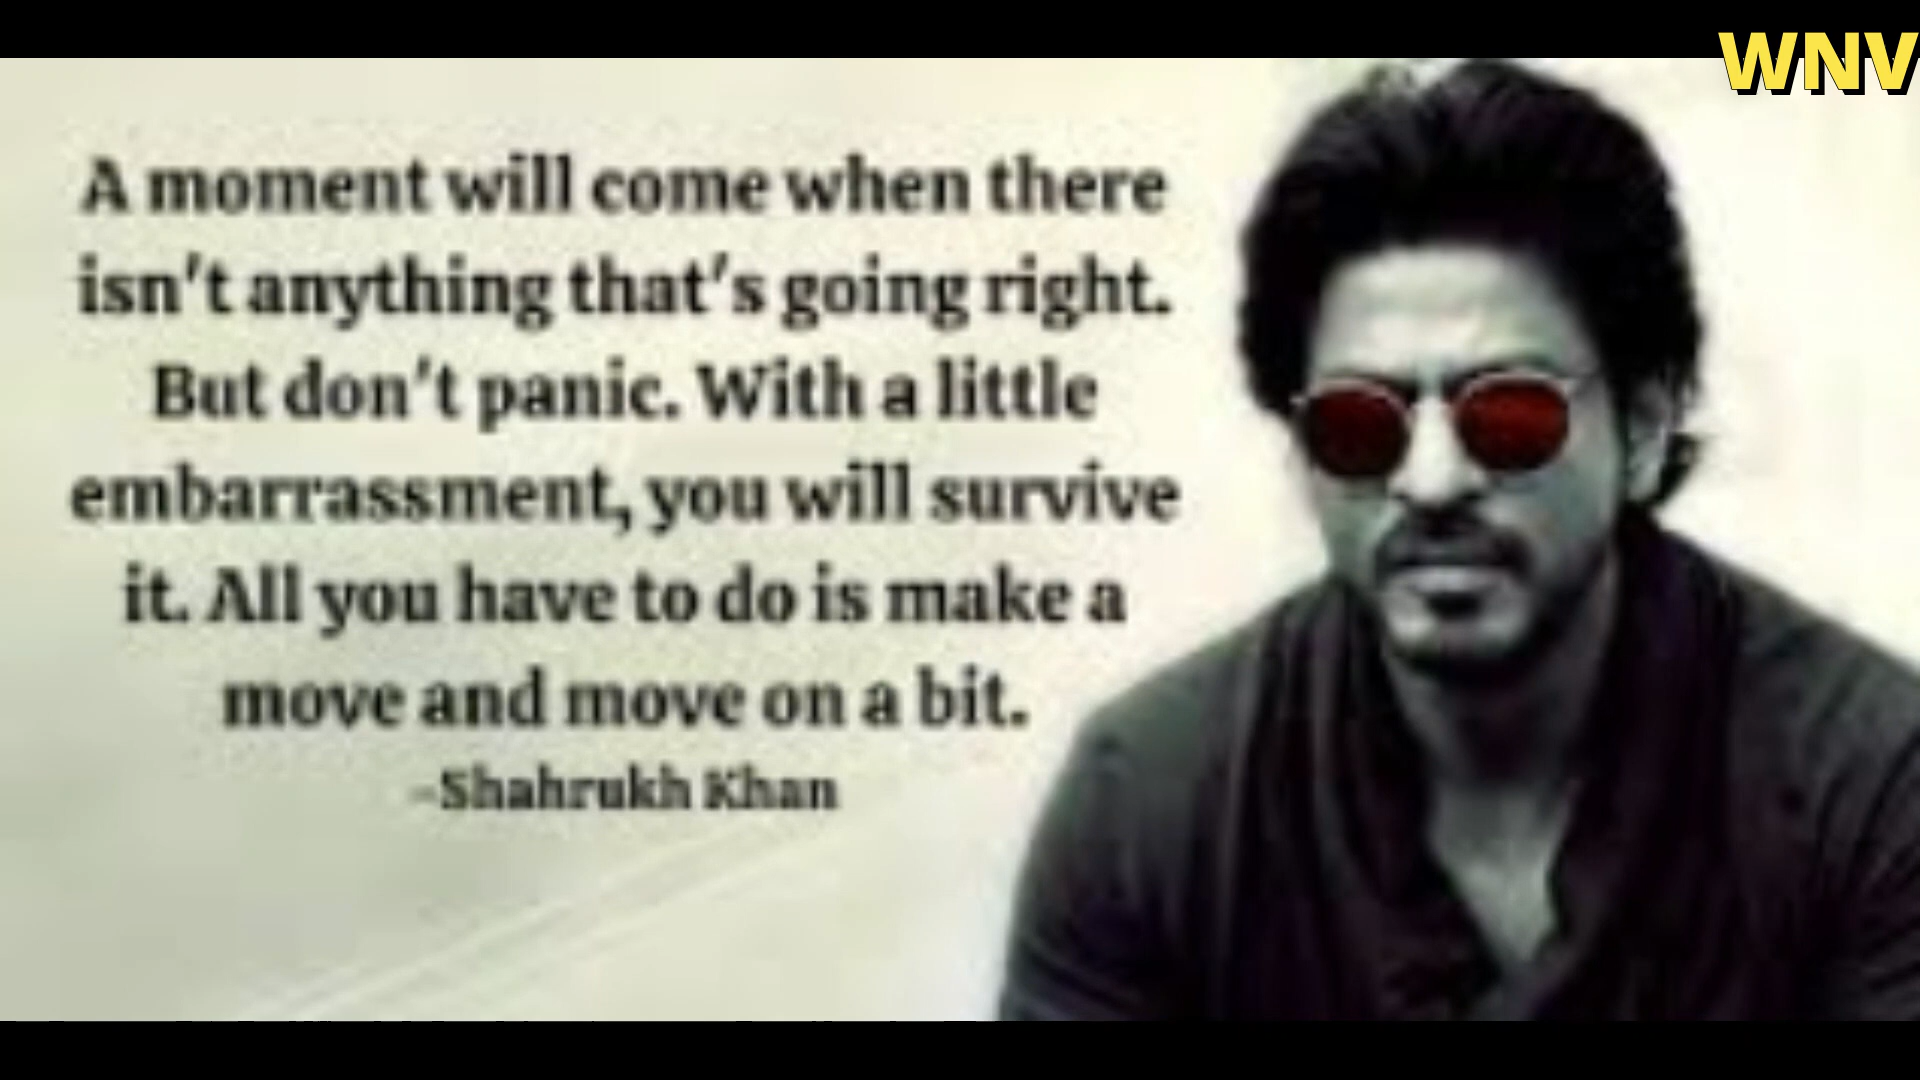 WNV
A moment will come when there
isn't anything that's going right.
But don't panic. With a little
embarrassment, you will survive
it. All you have to do is make a
move and move on a bit.
-Shahrukh Khan